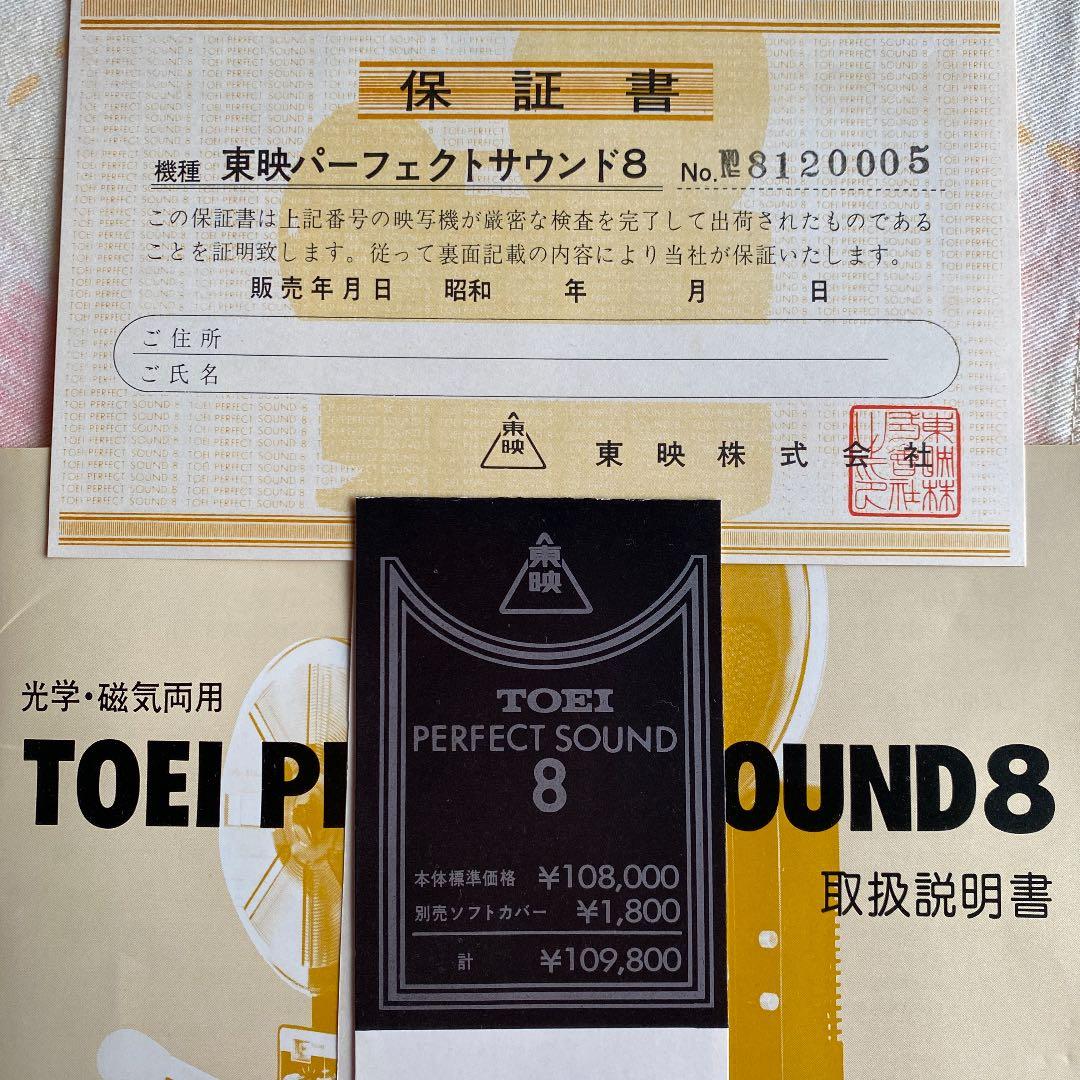 保証書
機種 東映パーフェクトサウンド8 No.№8120005
この保証書は上記番号の映写機が厳密な検査を完了して出荷されたものである
ことを証明致します。従って裏面記載の内容により当社が保証いたします。
販売年月日 昭和 年 月 日
ご住所
ご氏名
東映
東映株式会社
東映
TOEI
PERFECT SOUND
8
本体標準価格 ¥108,000
別売ソフトカバー ¥1,800
計 ¥109,800
光学・磁気両用
TOEI P OUND8
取扱説明書